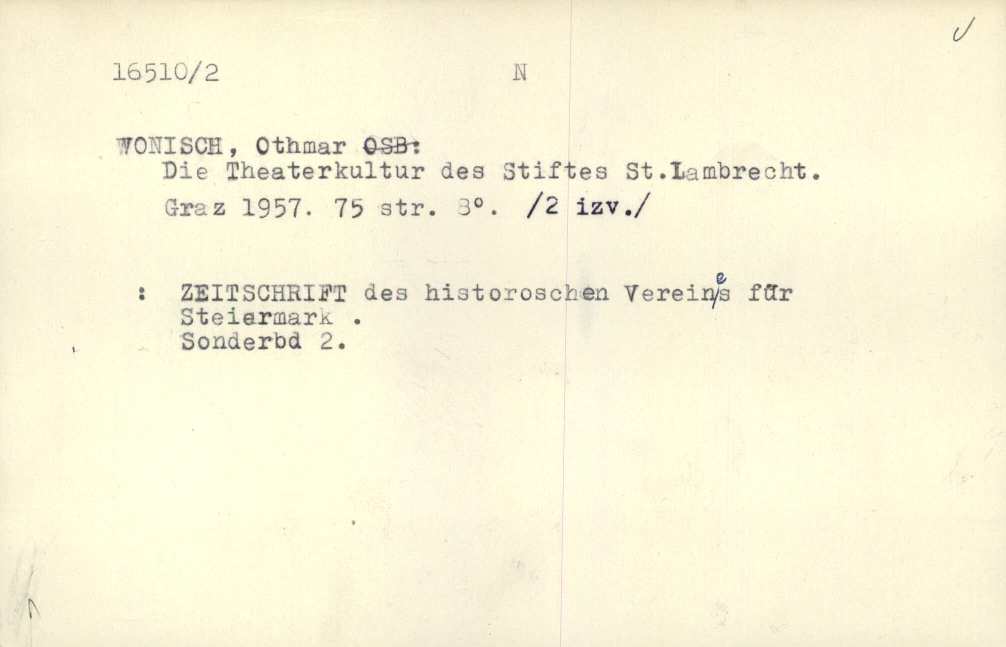 16510/2 N
WONISCH, Othmar OSB:
Die Theaterkultur des Stiftes St.Lambrecht.
Graz 1957. 75 str. 8°. /2 izv./
: ZEITSCHRIFT des historoschen Vereines für
Steiermark .
Sonderbd 2.